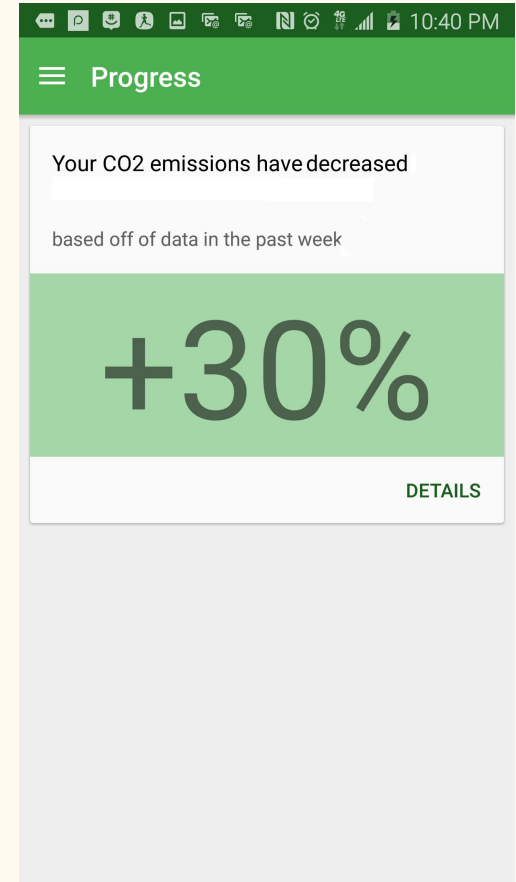 10:40 PM
Progress
Your CO2 emissions have decreased
based off of data in the past week
+30%
DETAILS